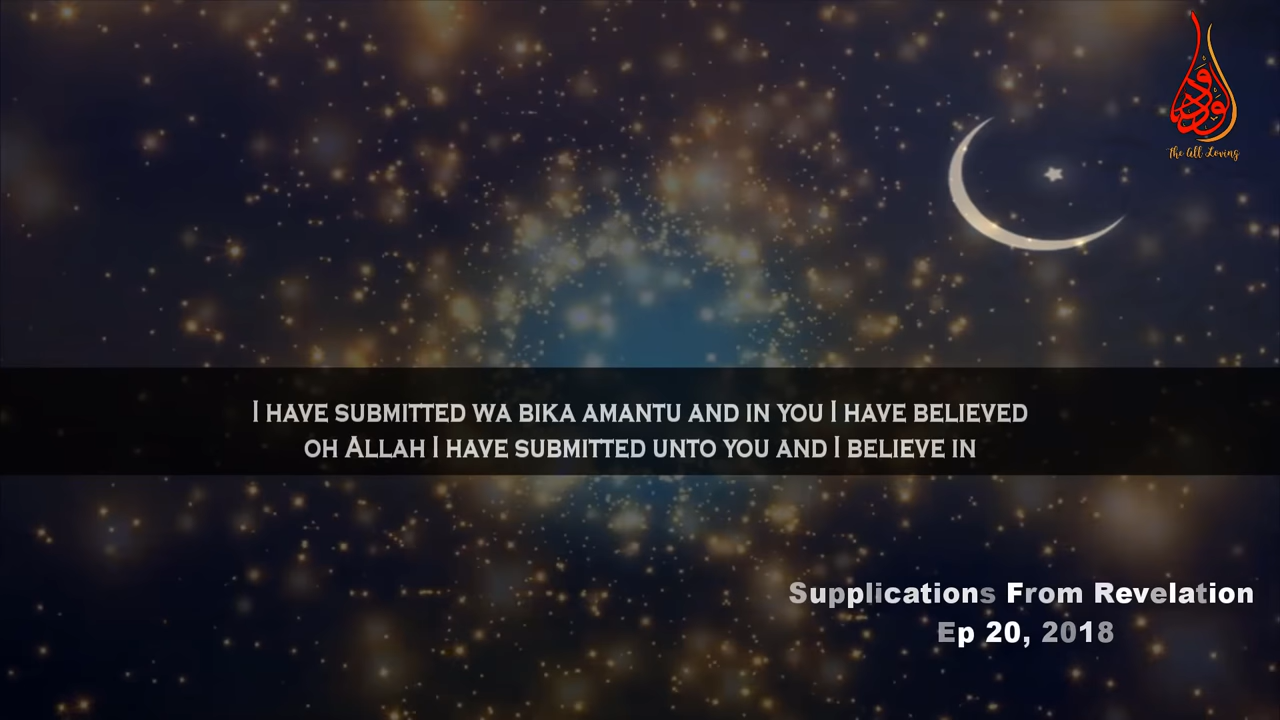 The All Loving
I HAVE SUBMITTED WA BIKA AMANTU AND IN YOU I HAVE BELIEVED
OH ALLAH I HAVE SUBMITTED UNTO YOU AND I BELIEVE IN
Supplications From Revelation
Ep 20, 2018